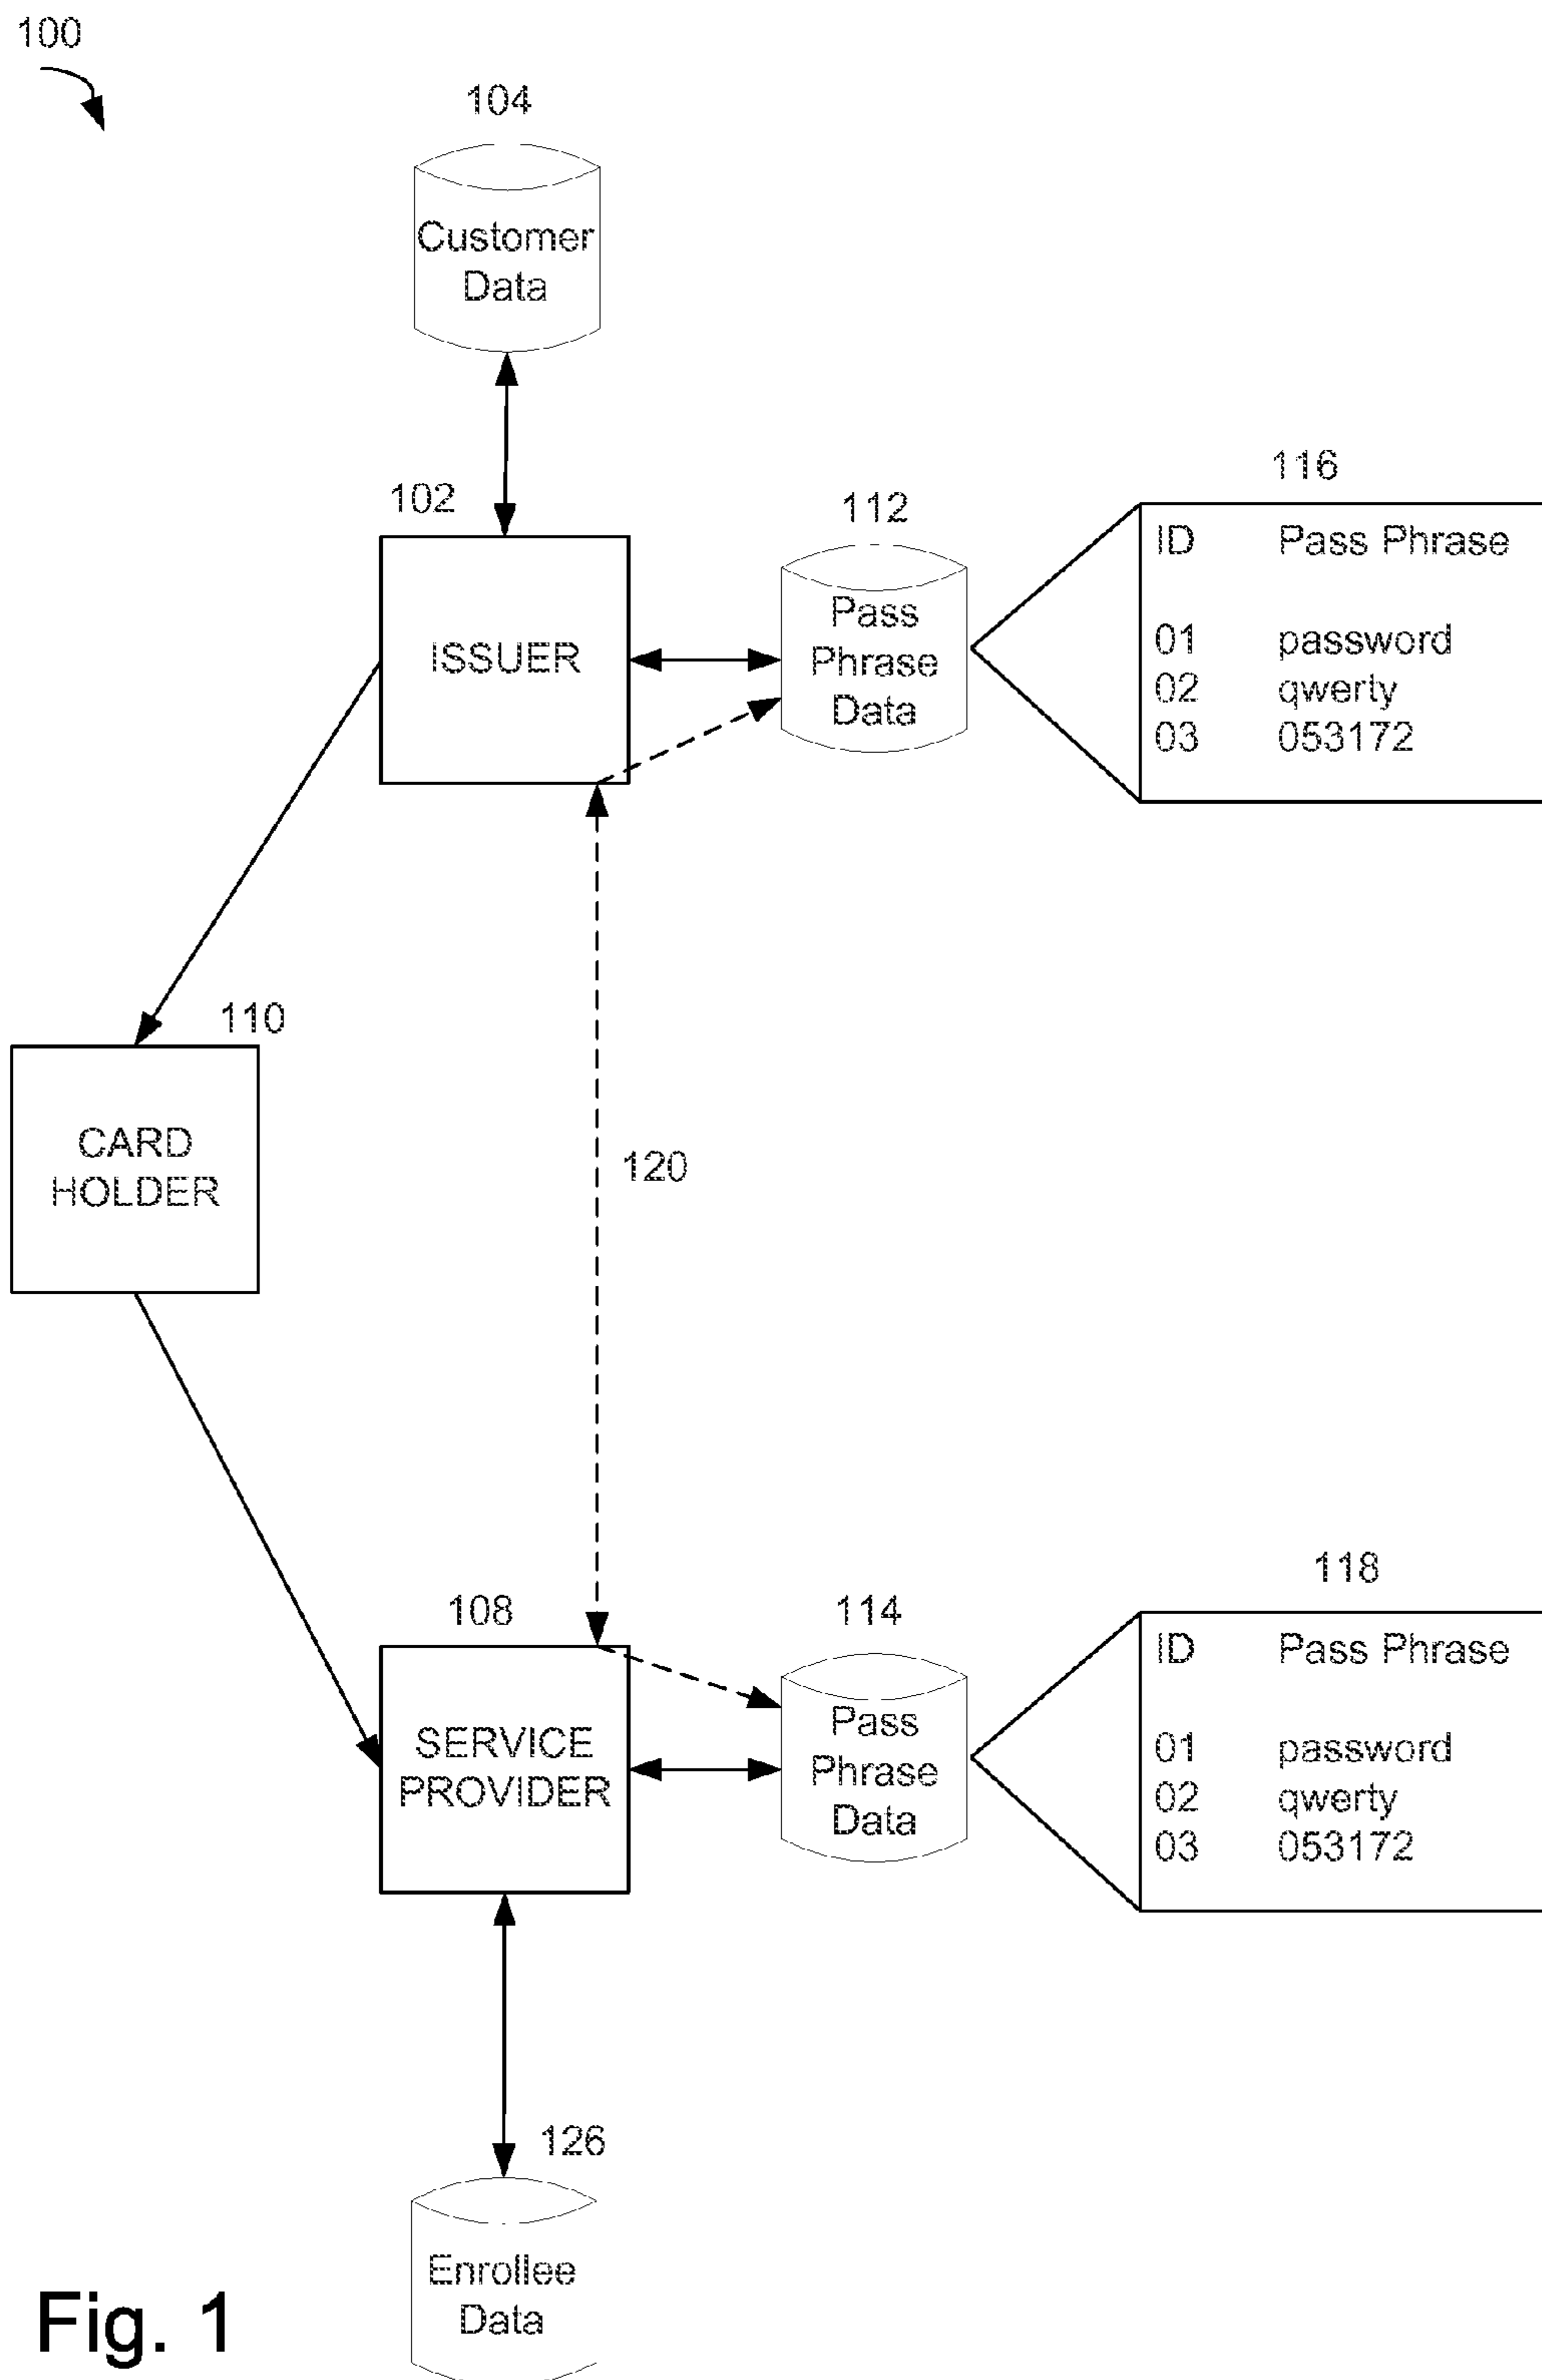 100
104
Customer
Data
102
ISSUER
112
Pass
Phrase
Data
116
ID Pass Phrase
01 password
02 qwerty
03 053172
110
CARD
HOLDER
120
108
SERVICE
PROVIDER
114
Pass
Phrase
Data
118
ID Pass Phrase
01 password
02 qwerty
03 053172
126
Enrollee
Data
Fig. 1